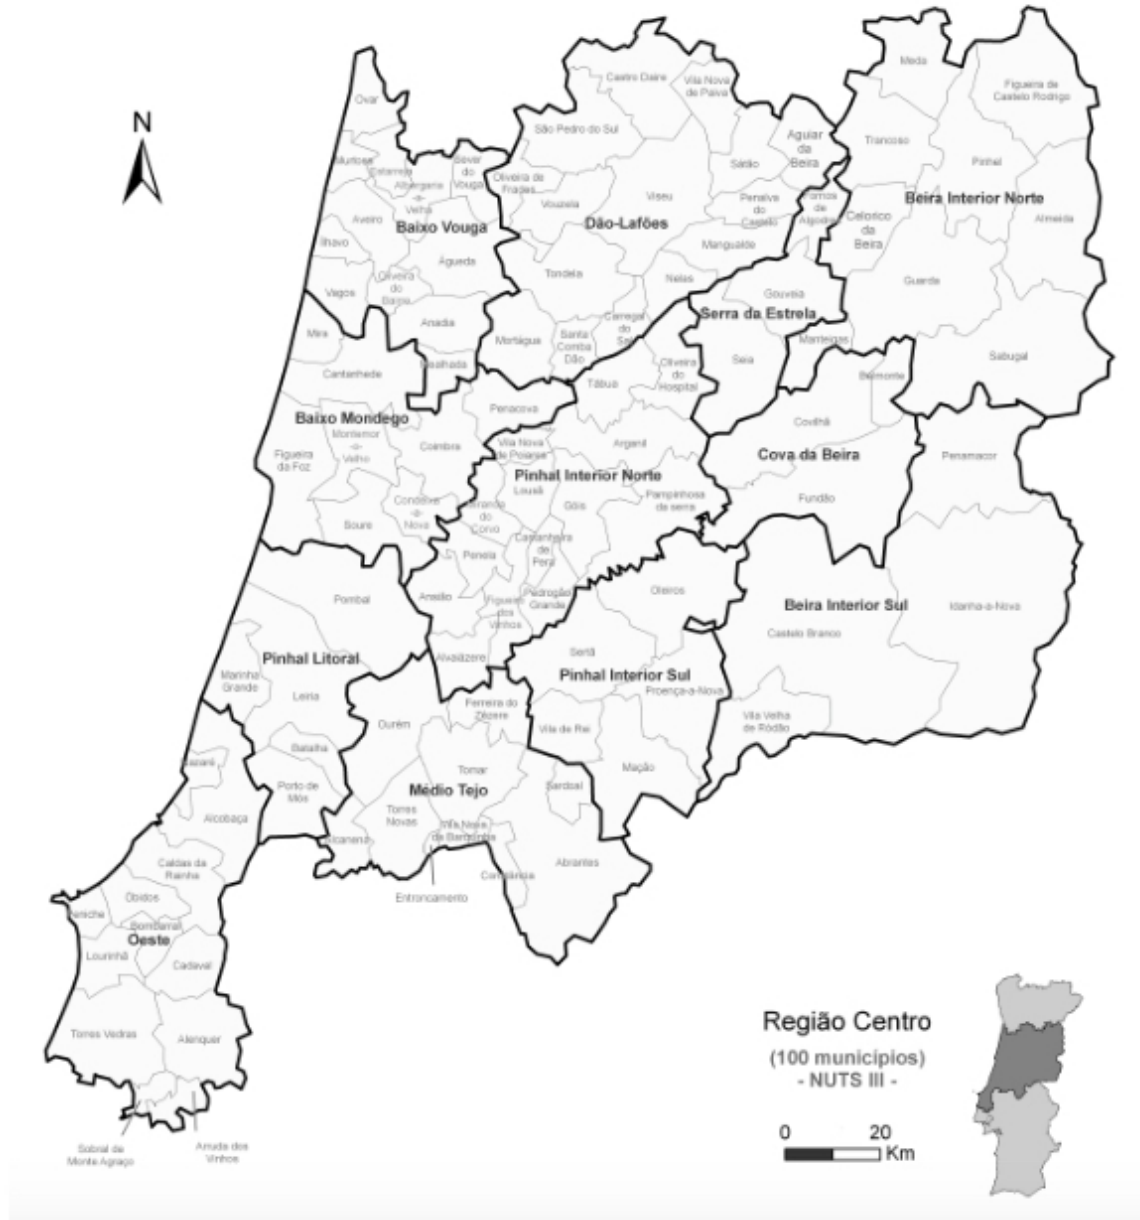 N
Meda
Figueira de
Castelo Rodrigo
Castro Daire
Vila Nova
de Paiva
Ovar
São Pedro do Sul
Aguiar
da
Beira
Trancoso
Pinhel
Murtosa
Estarreja
Sever
do
Vouga
Albergaria
-a-
Velha
Oliveira de
Frades
Vouzela
Viseu
Sátão
Penalva
do
Castelo
Fornos
de
Algodres
Celorico
da
Beira
Beira Interior Norte
Almeida
Aveiro
Baixo Vouga
Dão-Lafões
Ílhavo
Águeda
Mangualde
Vagos
Oliveira
do
Bairro
Tondela
Nelas
Gouveia
Guarda
Anadia
Serra da Estrela
Mira
Mortágua
Santa
Comba
Dão
Carregal
do
Sal
Manteigas
Seia
Sabugal
Cantanhede
Mealhada
Tábua
Oliveira
do
Hospital
Belmonte
Baixo Mondego
Penacova
Covilhã
Montemor
-o-
Velho
Coimbra
Vila Nova
de Poiares
Arganil
Cova da Beira
Penamacor
Figueira
da Foz
Pinhal Interior Norte
Lousã
Góis
Pampilhosa
da serra
Fundão
Condeixa
-a-
Nova
Miranda
do
Corvo
Soure
Castanheira
de
Pera
Penela
Pombal
Ansião
Figueiró
dos
Vinhos
Pedrogão
Grande
Oleiros
Beira Interior Sul
Idanha-a-Nova
Castelo Branco
Pinhal Litoral
Alvaiázere
Sertã
Pinhal Interior Sul
Proença-a-Nova
Marinha
Grande
Leiria
Ourém
Ferreira do
Zêzere
Vila de Rei
Vila Velha
de Ródão
Batalha
Nazaré
Tomar
Mação
Porto de
Mós
Médio Tejo
Sardoal
Alcobaça
Torres
Novas
Vila Nova
da Barquinha
Alcanena
Caldas da
Rainha
Constância
Abrantes
Entroncamento
Óbidos
Peniche
Bombarral
Oeste
Lourinhã
Cadaval
Torres Vedras
Alenquer
Sobral de
Monte Agraço
Arruda dos
Vinhos
Região Centro
(100 municípios)
- NUTS III -
0 20
Km